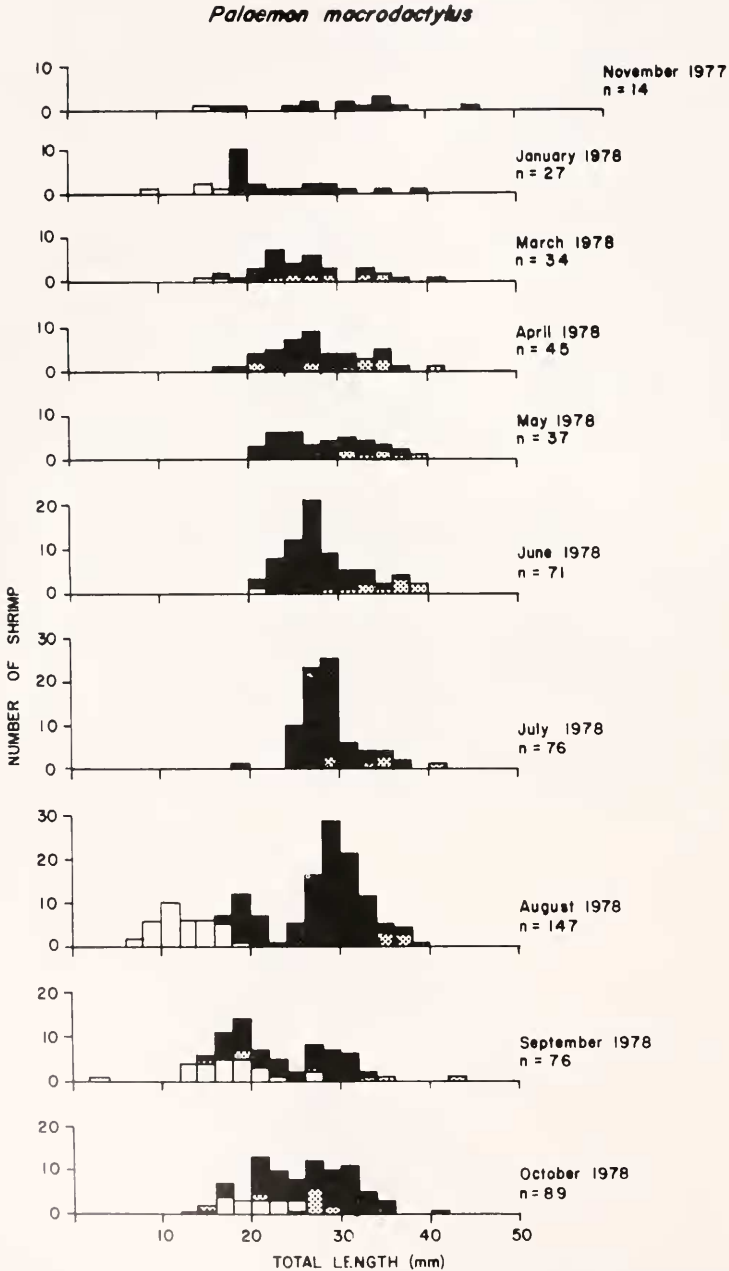 Palaemon macrodactylus
10
0
November 1977
n = 14
10
0
January 1978
n = 27
10
0
March 1978
n = 34
10
0
April 1978
n = 45
10
0
May 1978
n = 37
20
10
0
June 1978
n = 71
NUMBER OF SHRIMP
30
20
10
0
July 1978
n = 76
30
20
10
0
August 1978
n = 147
20
10
0
September 1978
n = 76
20
10
0
October 1978
n = 89
10 20 30 40 50
TOTAL LENGTH (mm)